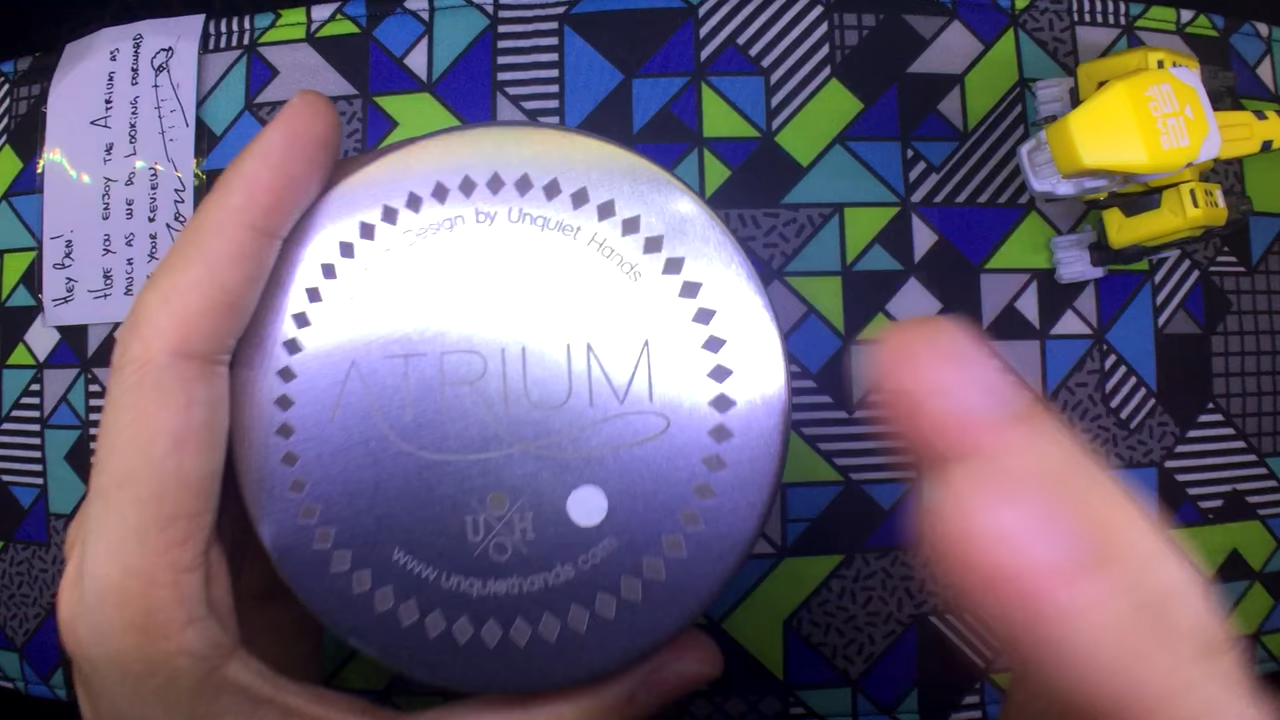 Hey Ben!
Hope you enjoy the Atrium as
much as we do. Looking forward
your review
Design by Unquiet Hands
ATRIUM
U H
www.unquiethands.com